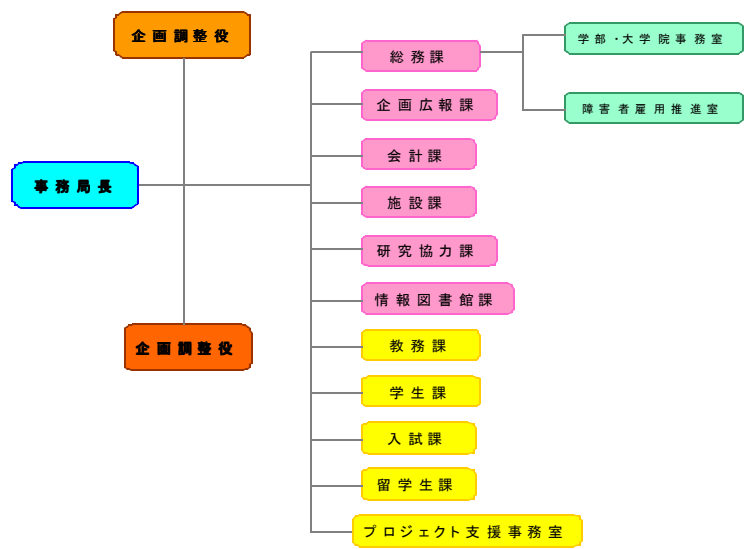 企画調整役
事務局長
企画調整役
総務課
企画広報課
会計課
施設課
研究協力課
情報図書館課
教務課
学生課
入試課
留学生課
プロジェクト支援事務室
学部・大学院事務室
障害者雇用推進室